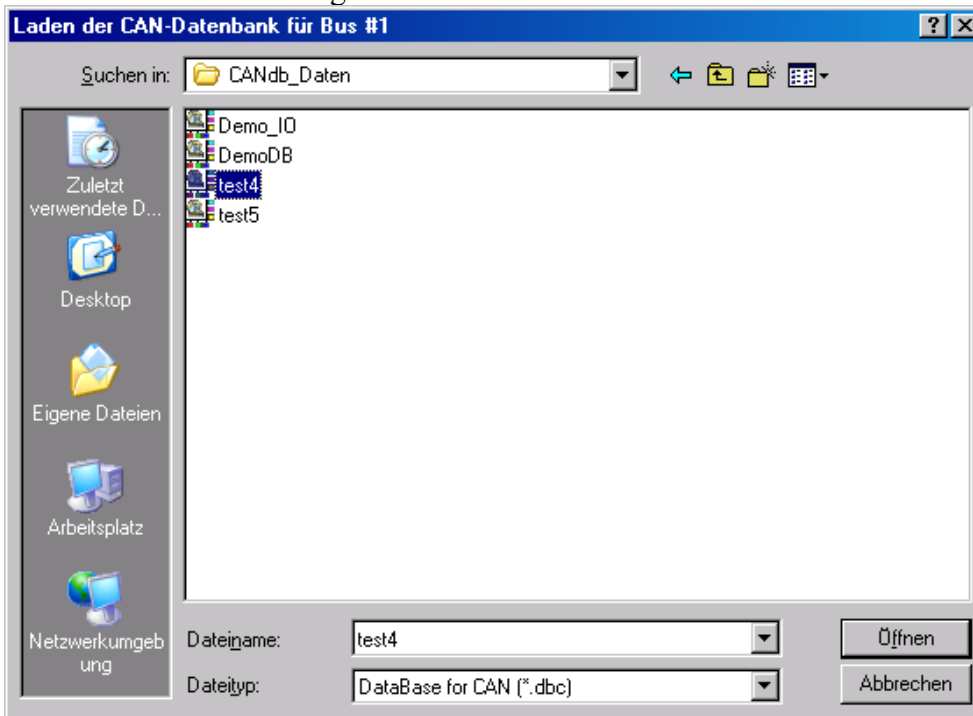 Laden der CAN-Datenbank für Bus #1
Suchen in:
CANdb_Daten
Demo_IO
DemoDB
test4
test5
Zuletzt
verwendete D...
Desktop
Eigene Dateien
Arbeitsplatz
Netzwerkumgeb
ung
Dateiname:
test4
Öffnen
Dateityp:
DataBase for CAN (*.dbc)
Abbrechen